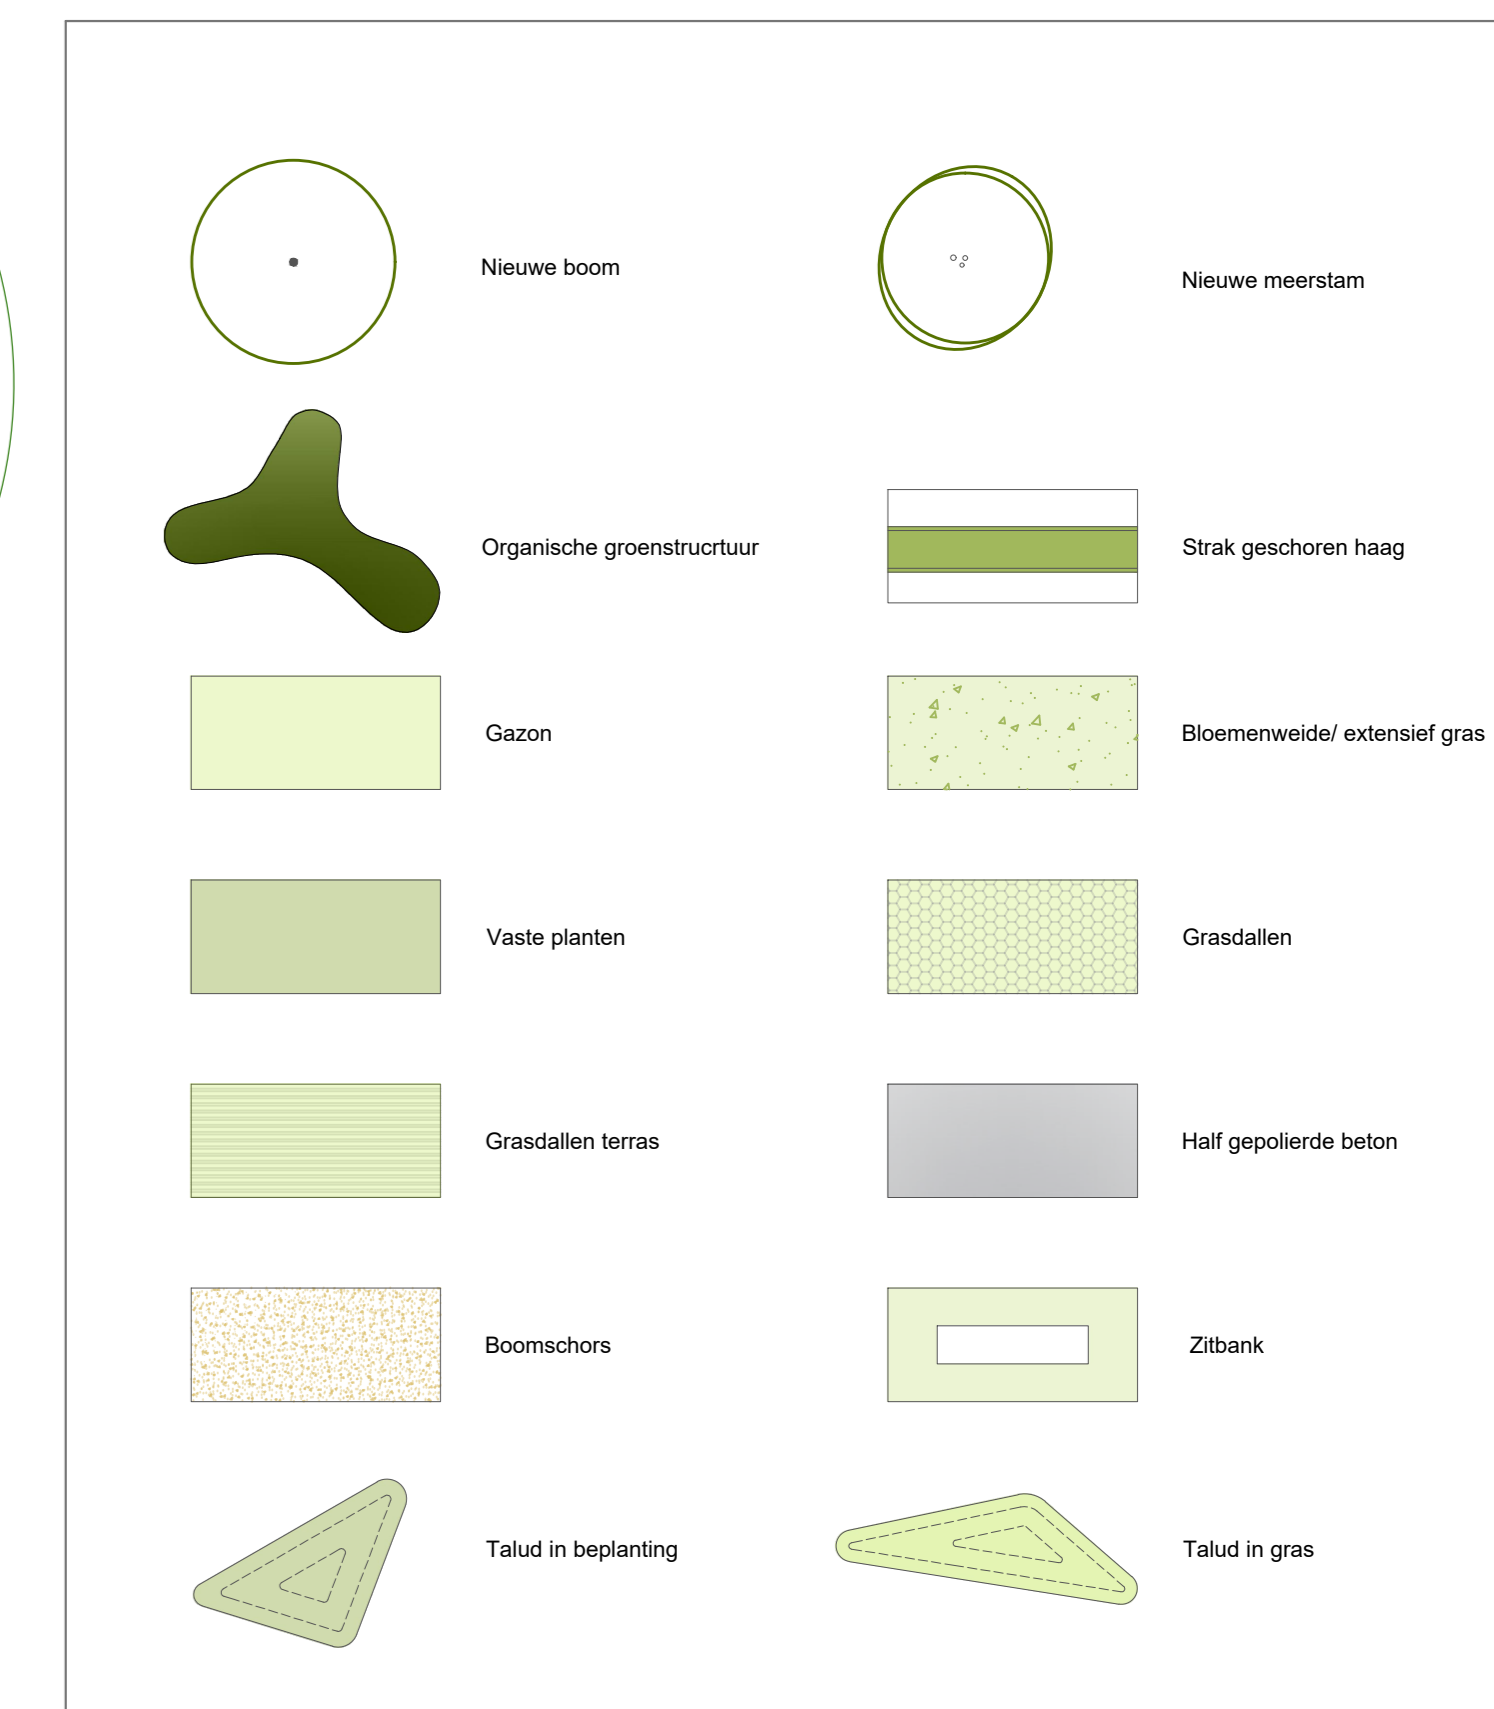 Nieuwe boom
Nieuwe meerstam
Organische groenstrucrtuur
Strak geschoren haag
Gazon
Bloemenweide/ extensief gras
Vaste planten
Grasdallen
Grasdallen terras
Half gepolierde beton
Boomschors
Zitbank
Talud in beplanting
Talud in gras